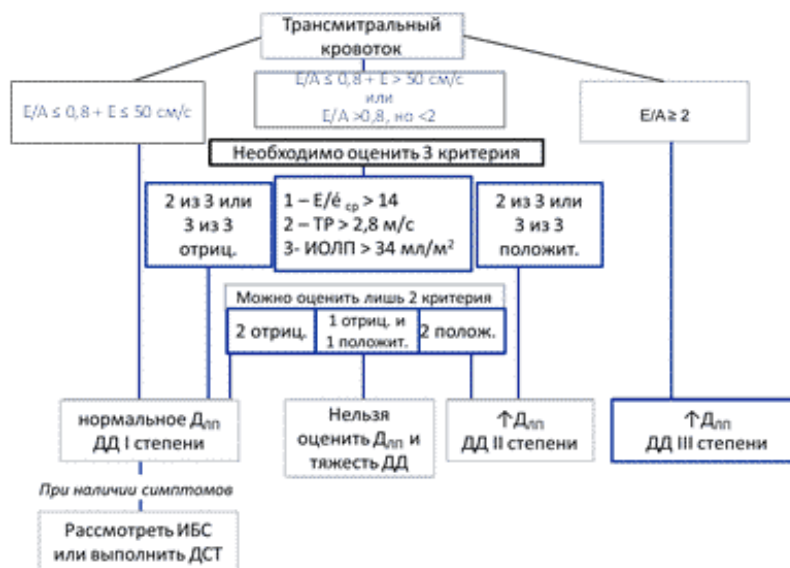 Трансмитральный
кровоток
E/A ≤ 0,8 + E ≤ 50 см/с
E/A ≤ 0,8 + E > 50 см/с
или
E/A >0,8, но <2
E/A ≥ 2
Необходимо оценить 3 критерия
2 из 3 или
3 из 3
отриц.
1 – E/é ср > 14
2 – ТР > 2,8 м/с
3- ИОЛП > 34 мл/м²
2 из 3 или
3 из 3
положит.
Можно оценить лишь 2 критерия
2 отриц.
1 отриц. и
1 положит.
2 полож.
нормальное ДЛП
ДД I степени
Нельзя
оценить ДЛП и
тяжесть ДД
↑ДЛП
ДД II степени
↑ДЛП
ДД III степени
При наличии симптомов
Рассмотреть ИБС
или выполнить ДСТ